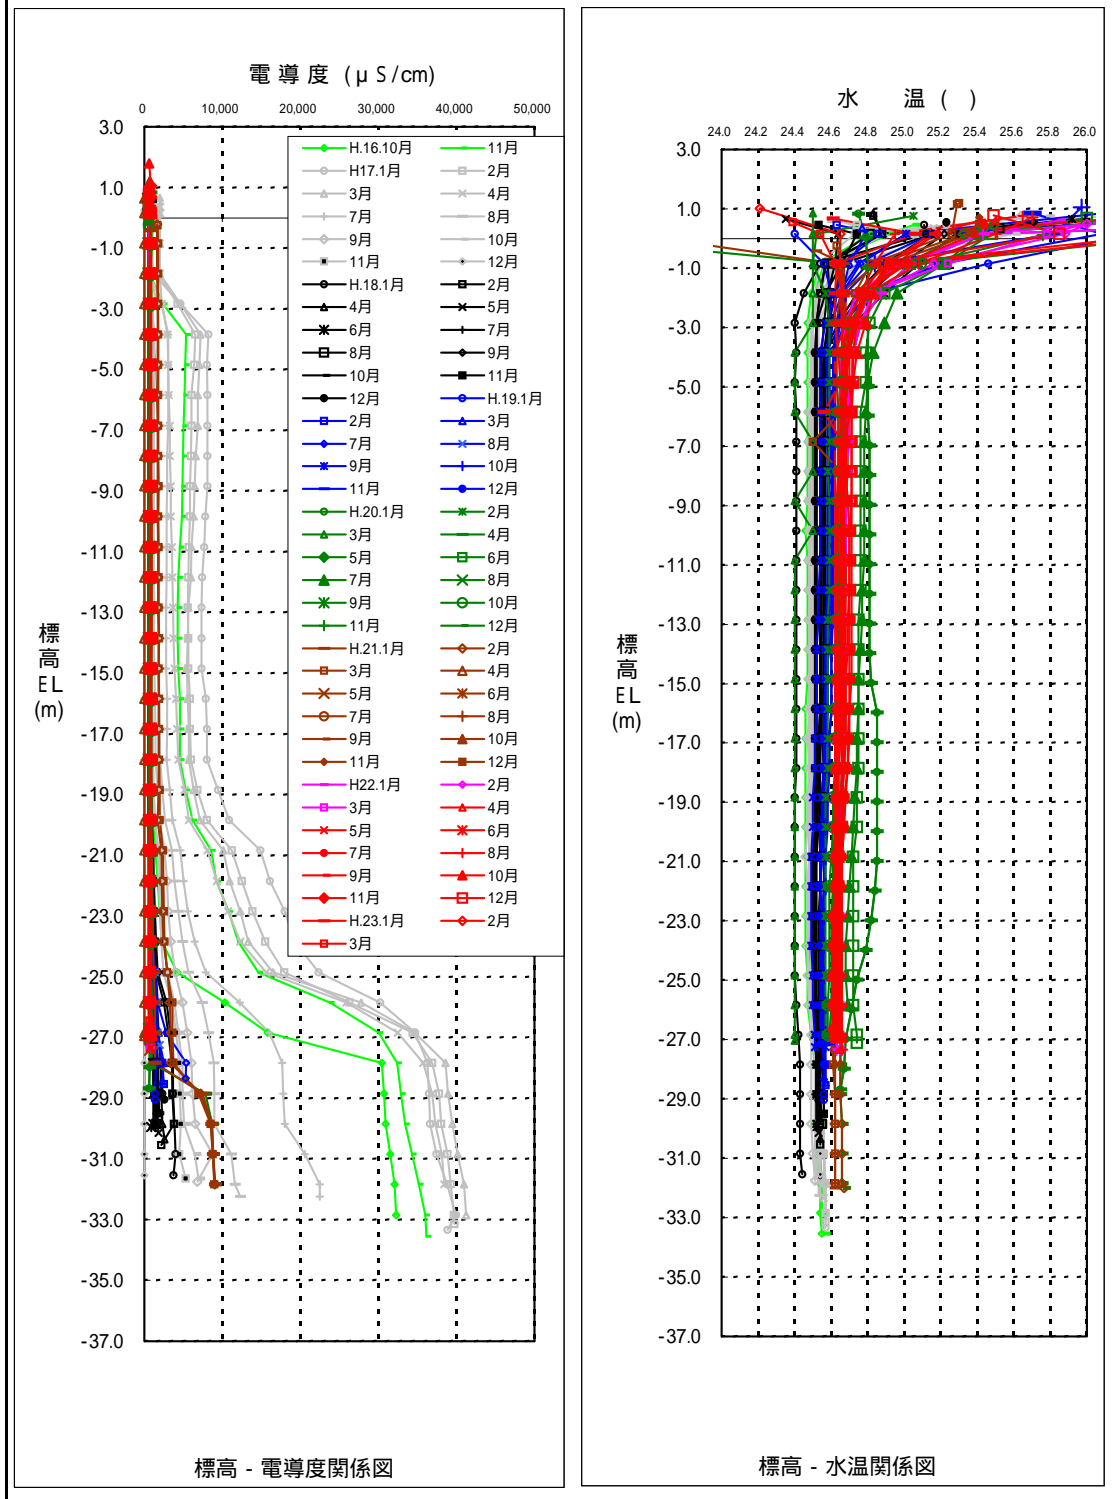 電 導 度 ( μ S /cm)
0 10,000 20,000 30,000 40,000 50,000
3.0
1.0
-1.0
-3.0
-5.0
-7.0
-9.0
-11.0
-13.0
-15.0
-17.0
-19.0
-21.0
-23.0
-25.0
-27.0
-29.0
-31.0
-33.0
-35.0
-37.0
標
高
EL
(m)
H.16.10月 11月
H17.1月 2月
3月 4月
7月 8月
9月 10月
11月 12月
H.18.1月 2月
4月 5月
6月 7月
8月 9月
10月 11月
12月 H.19.1月
2月 3月
7月 8月
9月 10月
11月 12月
H.20.1月 2月
3月 4月
5月 6月
7月 8月
9月 10月
11月 12月
H.21.1月 2月
3月 4月
5月 6月
7月 8月
9月 10月
11月 12月
H22.1月 2月
3月 4月
5月 6月
7月 8月
9月 10月
11月 12月
H.23.1月 2月
3月
標高 - 電導度関係図
水 温 ( )
24.0 24.2 24.4 24.6 24.8 25.0 25.2 25.4 25.6 25.8 26.0
3.0
1.0
-1.0
-3.0
-5.0
-7.0
-9.0
-11.0
-13.0
-15.0
-17.0
-19.0
-21.0
-23.0
-25.0
-27.0
-29.0
-31.0
-33.0
-35.0
-37.0
標
高
EL
(m)
標高 - 水温関係図